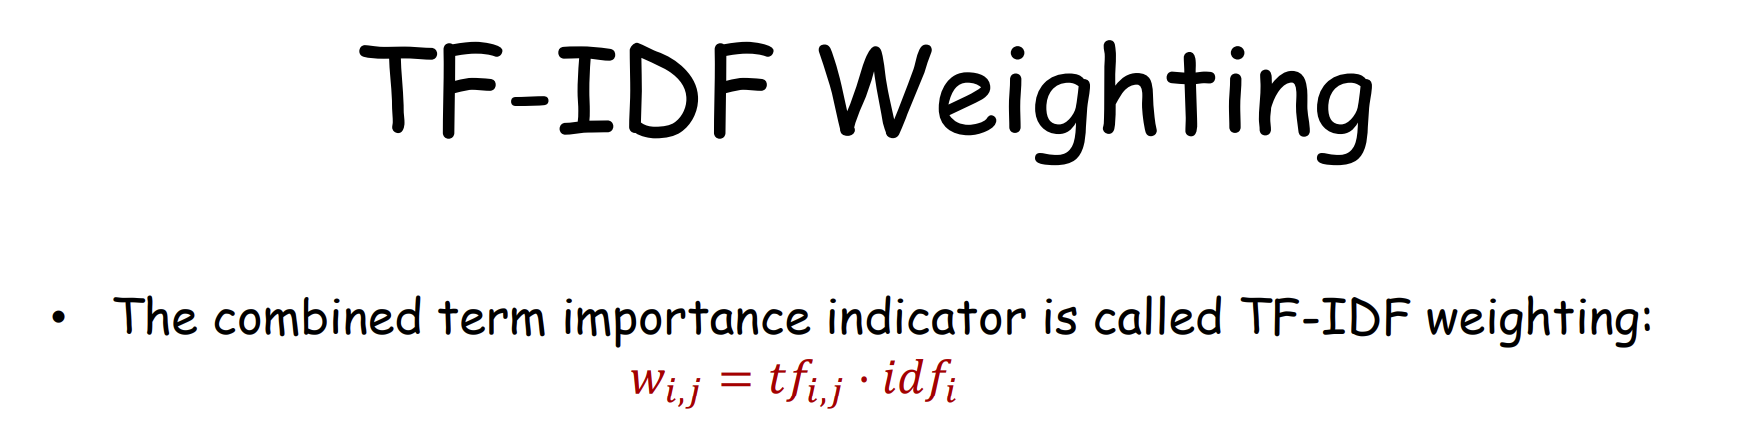 TF-IDF Weighting
• The combined term importance indicator is called TF-IDF weighting:
$w_{i,j} = tf_{i,j} \cdot idf_i$